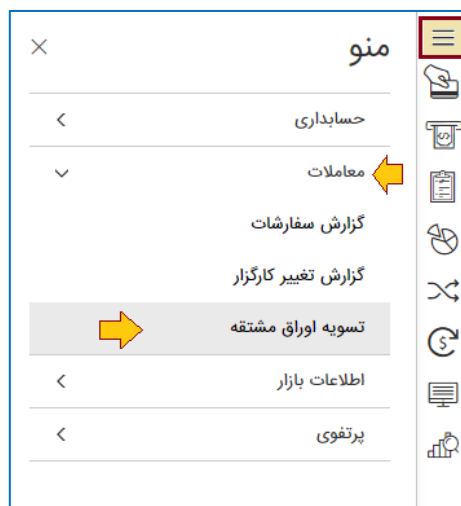 منو
حسابداری
معاملات
گزارش سفارشات
گزارش تغییر کارگزار
تسویه اوراق مشتقه
اطلاعات بازار
پرتفوی